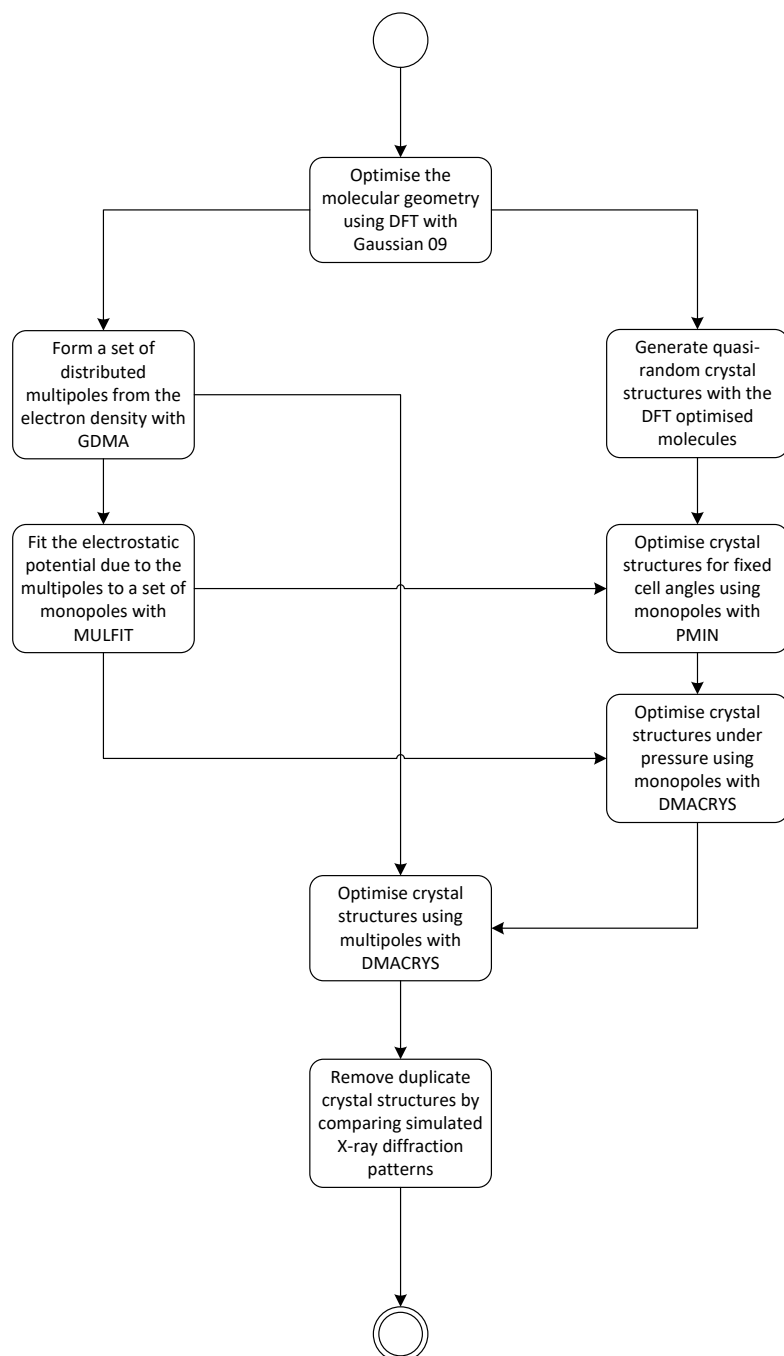 Optimise the
molecular geometry
using DFT with
Gaussian 09
Form a set of
distributed
multipoles from the
electron density with
GDMA
Generate quasi-
random crystal
structures with the
DFT optimised
molecules
Fit the electrostatic
potential due to the
multipoles to a set of
monopoles with
MULFIT
Optimise crystal
structures for fixed
cell angles using
monopoles with
PMIN
Optimise crystal
structures under
pressure using
monopoles with
DMACRYS
Optimise crystal
structures using
multipoles with
DMACRYS
Remove duplicate
crystal structures by
comparing simulated
X-ray diffraction
patterns